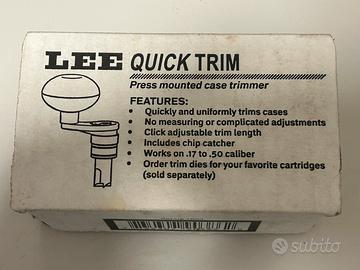 LEE QUICK TRIM
Press mounted case trimmer
FEATURES:
• Quickly and uniformly trims cases
• No measuring or complicated adjustments
• Click adjustable trim length
• Includes chip catcher
• Works on .17 to .50 caliber
• Order trim dies for your favorite cartridges
(sold separately)
subito